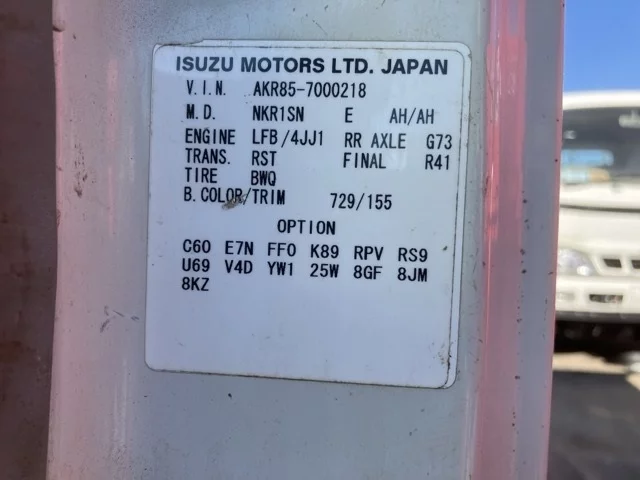 ISUZU MOTORS LTD. JAPAN
V.I.N. AKR85-7000218
M.D. NKR1SN E AH/AH
ENGINE LFB/4JJ1 RR AXLE G73
TRANS. RST FINAL R41
TIRE BWQ
B.COLOR/TRIM 729/155
OPTION
C60 E7N FF0 K89 RPV RS9
U69 V4D YW1 25W 8GF 8JM
8KZ